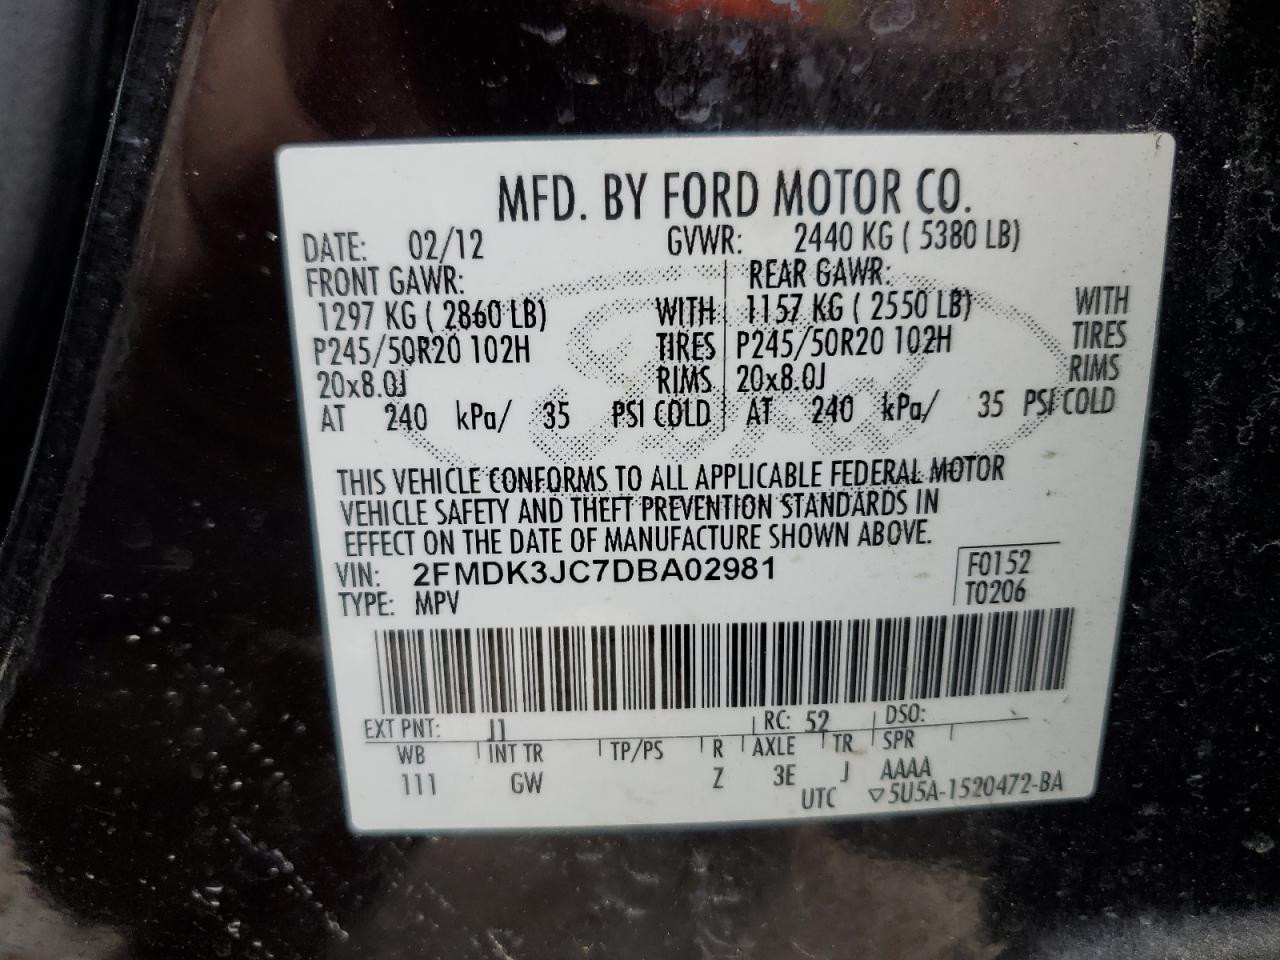 MFD. BY FORD MOTOR CO.
DATE: 02/12 GVWR: 2440 KG ( 5380 LB)
FRONT GAWR: REAR GAWR:
1297 KG ( 2860 LB) WITH 1157 KG ( 2550 LB) WITH
P245/50R20 102H TIRES P245/50R20 102H TIRES
20x8.0J RIMS 20x8.0J RIMS
AT 240 kPa/ 35 PSI COLD AT 240 kPa/ 35 PSI COLD
THIS VEHICLE CONFORMS TO ALL APPLICABLE FEDERAL MOTOR
VEHICLE SAFETY AND THEFT PREVENTION STANDARDS IN
EFFECT ON THE DATE OF MANUFACTURE SHOWN ABOVE.
VIN: 2FMDK3JC7DBA02981 F0152
TYPE: MPV T0206
EXT PNT: J1 RC: 52 DSO:
WB INT TR TP/PS R AXLE TR SPR
111 GW Z 3E J AAAA
UTC ▽5U5A-1520472-BA